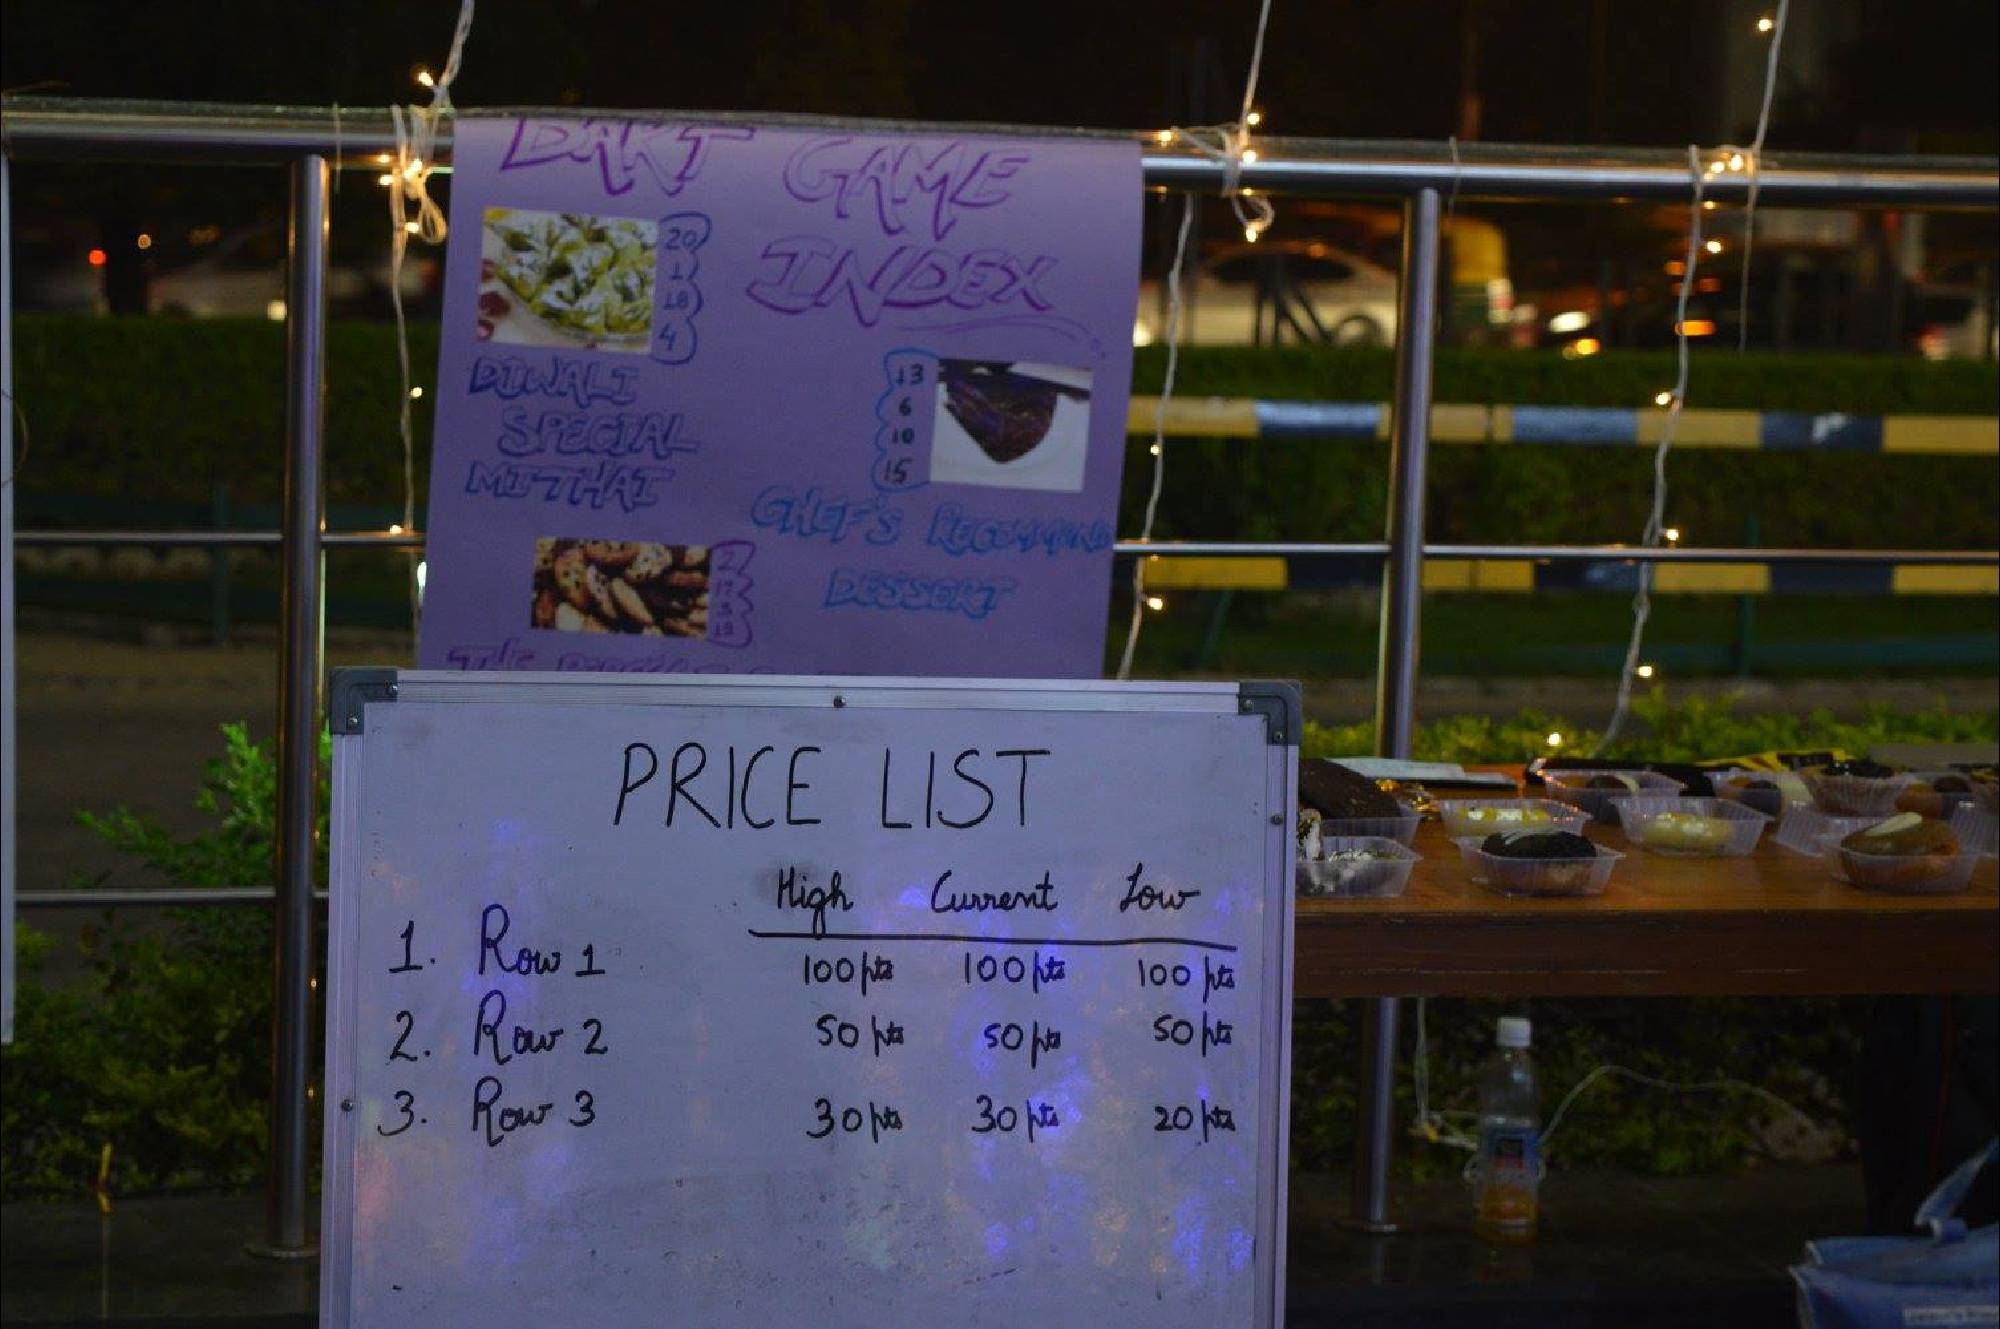 DART GAME
INDEX
20
1
18
4
DIWALI
SPECIAL
MITHAI
13
6
10
15
CHEF'S RECOMMEND
DESSERT
2
17
3
19
THE
PRICE LIST
High Current Low
1. Row 1 100 pts 100 pts 100 pts
2. Row 2 50 pts 50 pts 50 pts
3. Row 3 30 pts 30 pts 20 pts